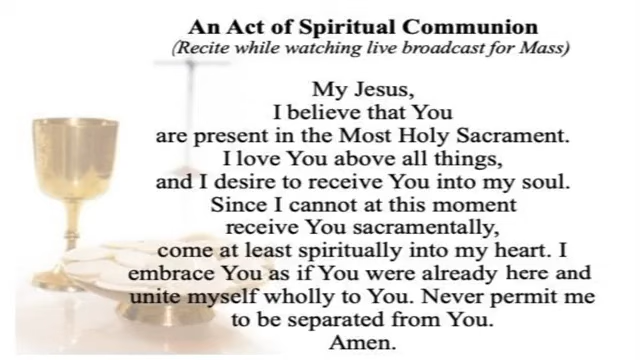 An Act of Spiritual Communion
(Recite while watching live broadcast for Mass)
My Jesus,
I believe that You
are present in the Most Holy Sacrament.
I love You above all things,
and I desire to receive You into my soul.
Since I cannot at this moment
receive You sacramentally,
come at least spiritually into my heart. I
embrace You as if You were already here and
unite myself wholly to You. Never permit me
to be separated from You.
Amen.